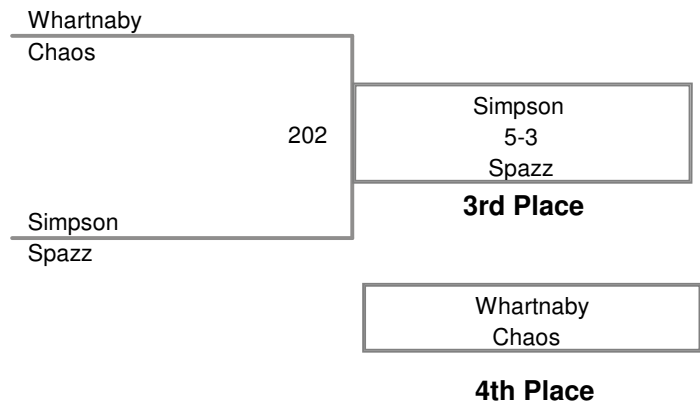 Whartnaby
Chaos
202
Simpson
5-3
Spazz
3rd Place
Simpson
Spazz
Whartnaby
Chaos
4th Place